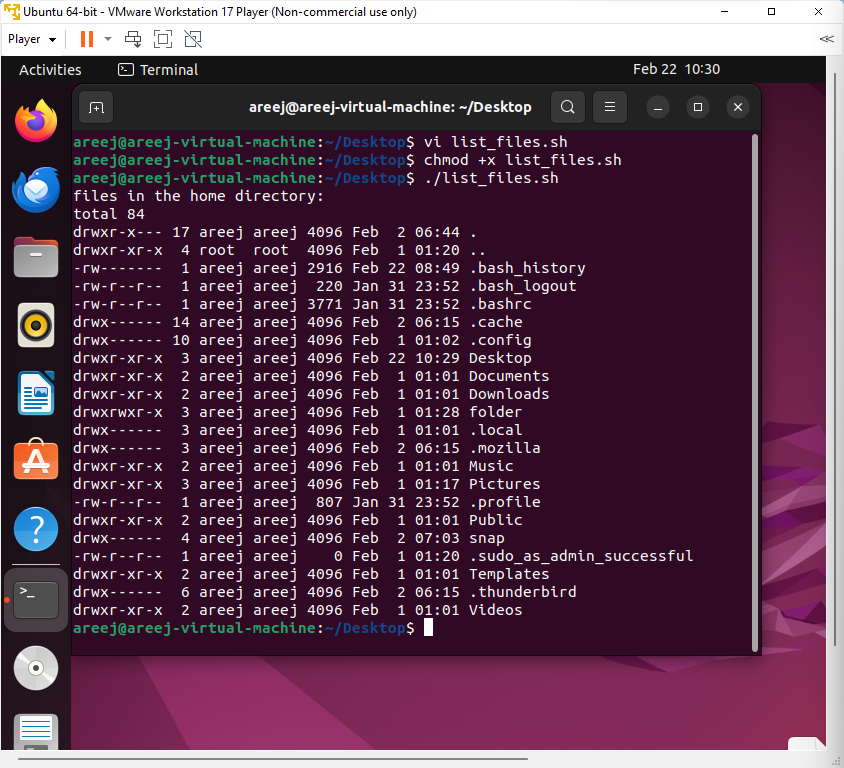 Ubuntu 64-bit - VMware Workstation 17 Player (Non-commercial use only)
Player
Activities Terminal Feb 22 10:30
areej@areej-virtual-machine: ~/Desktop
areej@areej-virtual-machine:~/Desktop$ vi list_files.sh
areej@areej-virtual-machine:~/Desktop$ chmod +x list_files.sh
areej@areej-virtual-machine:~/Desktop$ ./list_files.sh
files in the home directory:
total 84
drwxr-x--- 17 areej areej 4096 Feb  2 06:44 .
drwxr-xr-x  4 root  root  4096 Feb  1 01:20 ..
-rw-------  1 areej areej 2916 Feb 22 08:49 .bash_history
-rw-r--r--  1 areej areej  220 Jan 31 23:52 .bash_logout
-rw-r--r--  1 areej areej 3771 Jan 31 23:52 .bashrc
drwx------ 14 areej areej 4096 Feb  2 06:15 .cache
drwx------ 10 areej areej 4096 Feb  1 01:02 .config
drwxr-xr-x  3 areej areej 4096 Feb 22 10:29 Desktop
drwxr-xr-x  2 areej areej 4096 Feb  1 01:01 Documents
drwxr-xr-x  2 areej areej 4096 Feb  1 01:01 Downloads
drwxrwxr-x  3 areej areej 4096 Feb  1 01:28 folder
drwx------  3 areej areej 4096 Feb  1 01:01 .local
drwx------  3 areej areej 4096 Feb  2 06:15 .mozilla
drwxr-xr-x  2 areej areej 4096 Feb  1 01:01 Music
drwxr-xr-x  3 areej areej 4096 Feb  1 01:17 Pictures
-rw-r--r--  1 areej areej  807 Jan 31 23:52 .profile
drwxr-xr-x  2 areej areej 4096 Feb  1 01:01 Public
drwx------  4 areej areej 4096 Feb  2 07:03 snap
-rw-r--r--  1 areej areej    0 Feb  1 01:20 .sudo_as_admin_successful
drwxr-xr-x  2 areej areej 4096 Feb  1 01:01 Templates
drwx------  6 areej areej 4096 Feb  2 06:15 .thunderbird
drwxr-xr-x  2 areej areej 4096 Feb  1 01:01 Videos
areej@areej-virtual-machine:~/Desktop$